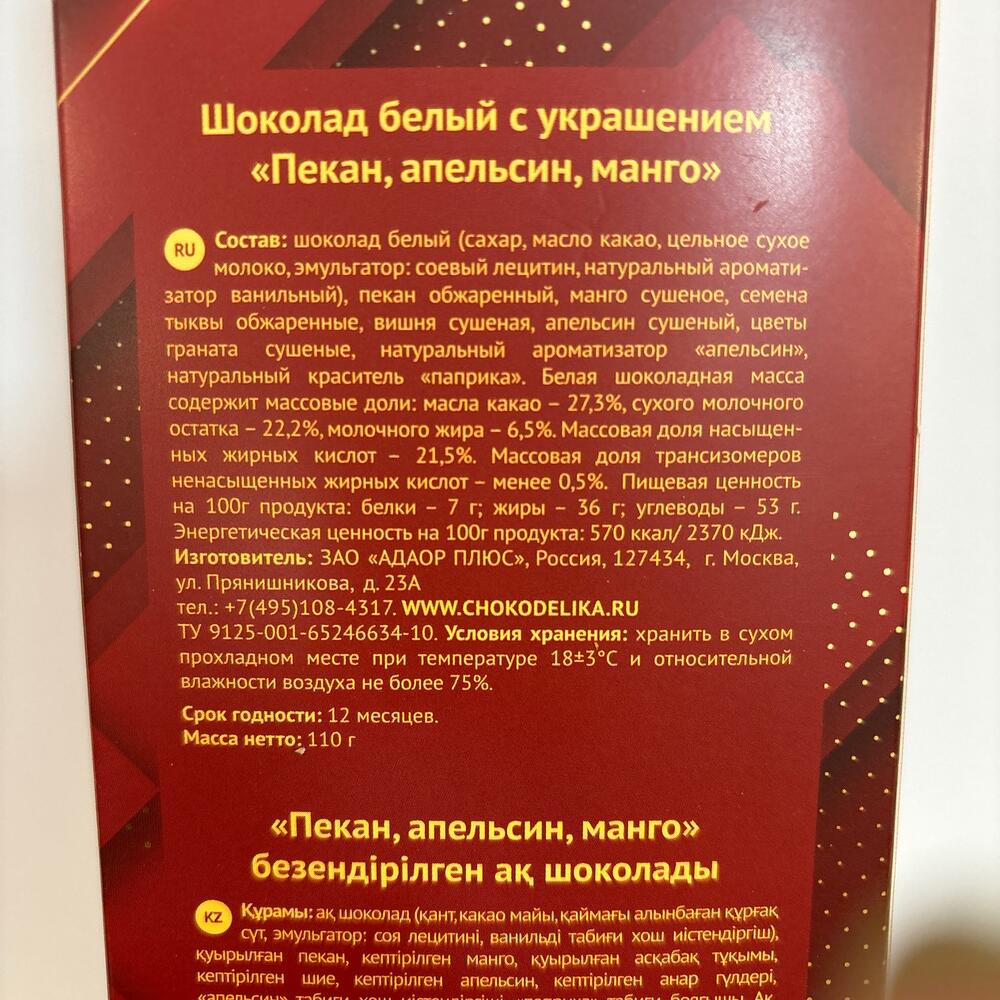 Шоколад белый с украшением
«Пекан, апельсин, манго»
RU Состав: шоколад белый (сахар, масло какао, цельное сухое
молоко, эмульгатор: соевый лецитин, натуральный аромати-
затор ванильный), пекан обжаренный, манго сушеное, семена
тыквы обжаренные, вишня сушеная, апельсин сушеный, цветы
граната сушеные, натуральный ароматизатор «апельсин»,
натуральный краситель «паприка». Белая шоколадная масса
содержит массовые доли: масла какао – 27,3%, сухого молочного
остатка – 22,2%, молочного жира – 6,5%. Массовая доля насыщен-
ных жирных кислот – 21,5%. Массовая доля трансизомеров
ненасыщенных жирных кислот – менее 0,5%. Пищевая ценность
на 100г продукта: белки – 7 г; жиры – 36 г; углеводы – 53 г.
Энергетическая ценность на 100г продукта: 570 ккал/ 2370 кДж.
Изготовитель: ЗАО «АДАОР ПЛЮС», Россия, 127434, г. Москва,
ул. Прянишникова, д. 23А
тел.: +7(495)108-4317. WWW.CHOKODELIKA.RU
ТУ 9125-001-65246634-10. Условия хранения: хранить в сухом
прохладном месте при температуре 18±3°С и относительной
влажности воздуха не более 75%.
Срок годности: 12 месяцев.
Масса нетто: 110 г
«Пекан, апельсин, манго»
безендірілген ақ шоколады
KZ Құрамы: ақ шоколад (қант, какао майы, қаймағы алынбаған құрғақ
сүт, эмульгатор: соя лецитині, ванильді табиғи хош иістендіргіш),
қуырылған пекан, кептірілген манго, қуырылған асқабақ тұқымы,
кептірілген шие, кептірілген апельсин, кептірілген анар гүлдері,
«апельсин» табиғи хош иістендіргіші, «паприка» табиғи бояғышы. Ақ